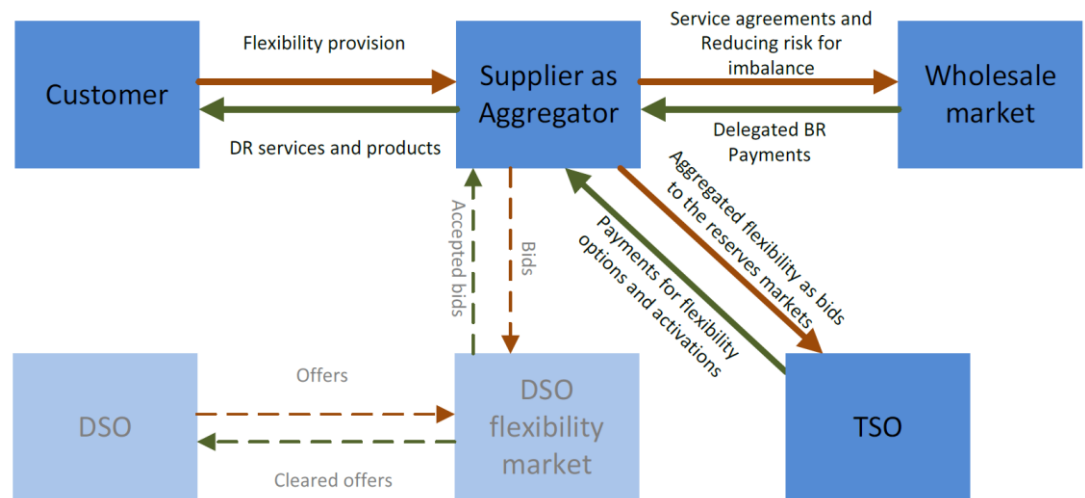 Customer
Flexibility provision
DR services and products
Supplier as
Aggregator
Service agreements and
Reducing risk for
imbalance
Delegated BR
Payments
Wholesale
market
Accepted bids
Bids
Aggregated flexibility as bids
to the reserves markets
Payments for flexibility
options and activations
DSO
Offers
Cleared offers
DSO
flexibility
market
TSO